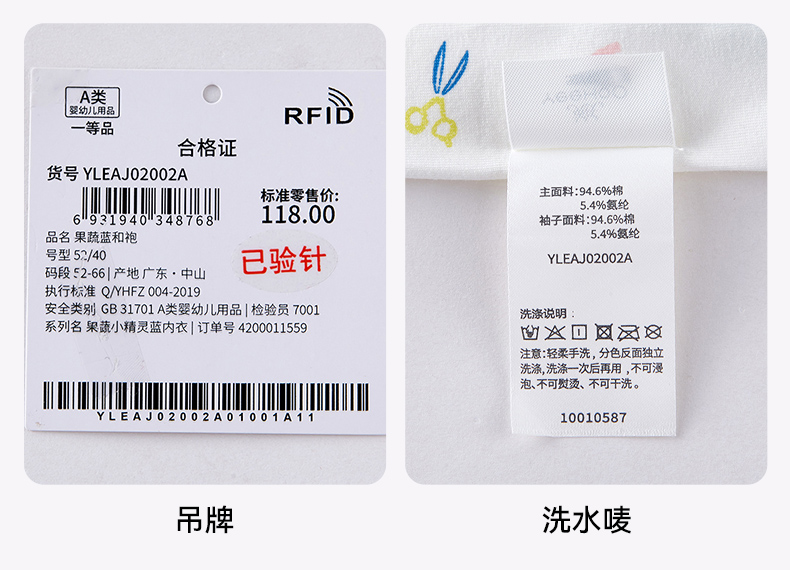 A类
婴幼儿用品
一等品
RFID
合格证
货号 YLEAJ02002A
6 931940 348768
标准零售价:
118.00
品名 果蔬蓝和袍
号型 52/40
码段 52-66 | 产地 广东·中山
已验针
执行标准 Q/YHFZ 004-2019
安全类别 GB 31701 A类婴幼儿用品 | 检验员 7001
系列名 果蔬小精灵蓝内衣 | 订单号 4200011559
YLEAJ02002A01001A11
吊牌
主面料:94.6%棉
5.4%氨纶
袖子面料:94.6%棉
5.4%氨纶
YLEAJ02002A
洗涤说明:
注意:轻柔手洗,分色反面独立
洗涤,洗涤一次后再用,不可浸
泡、不可熨烫、不可干洗。
10010587
洗水唛